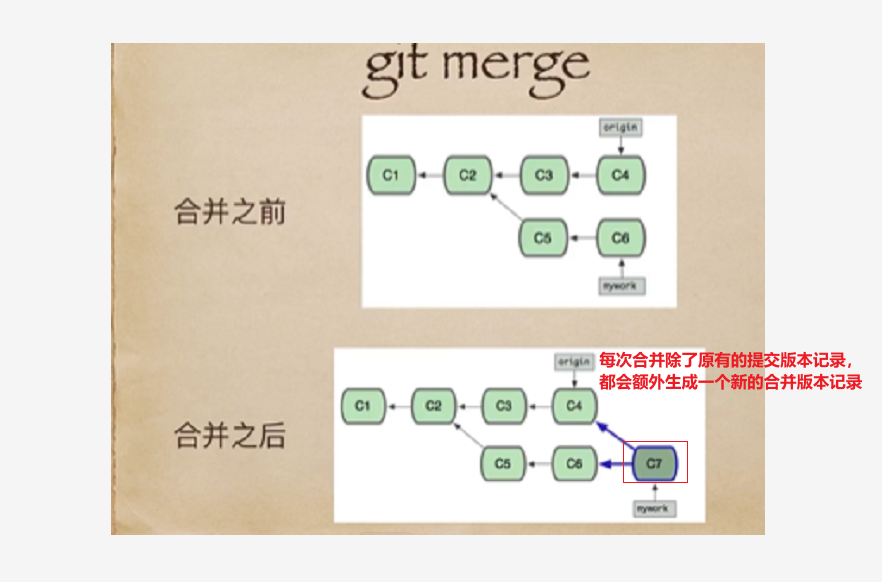 git merge
origin
C1 C2 C3 C4
合并之前
C5 C6
mywork
origin
每次合并除了原有的提交版本记录，
都会额外生成一个新的合并版本记录
C1 C2 C3 C4
合并之后
C5 C6 C7
mywork